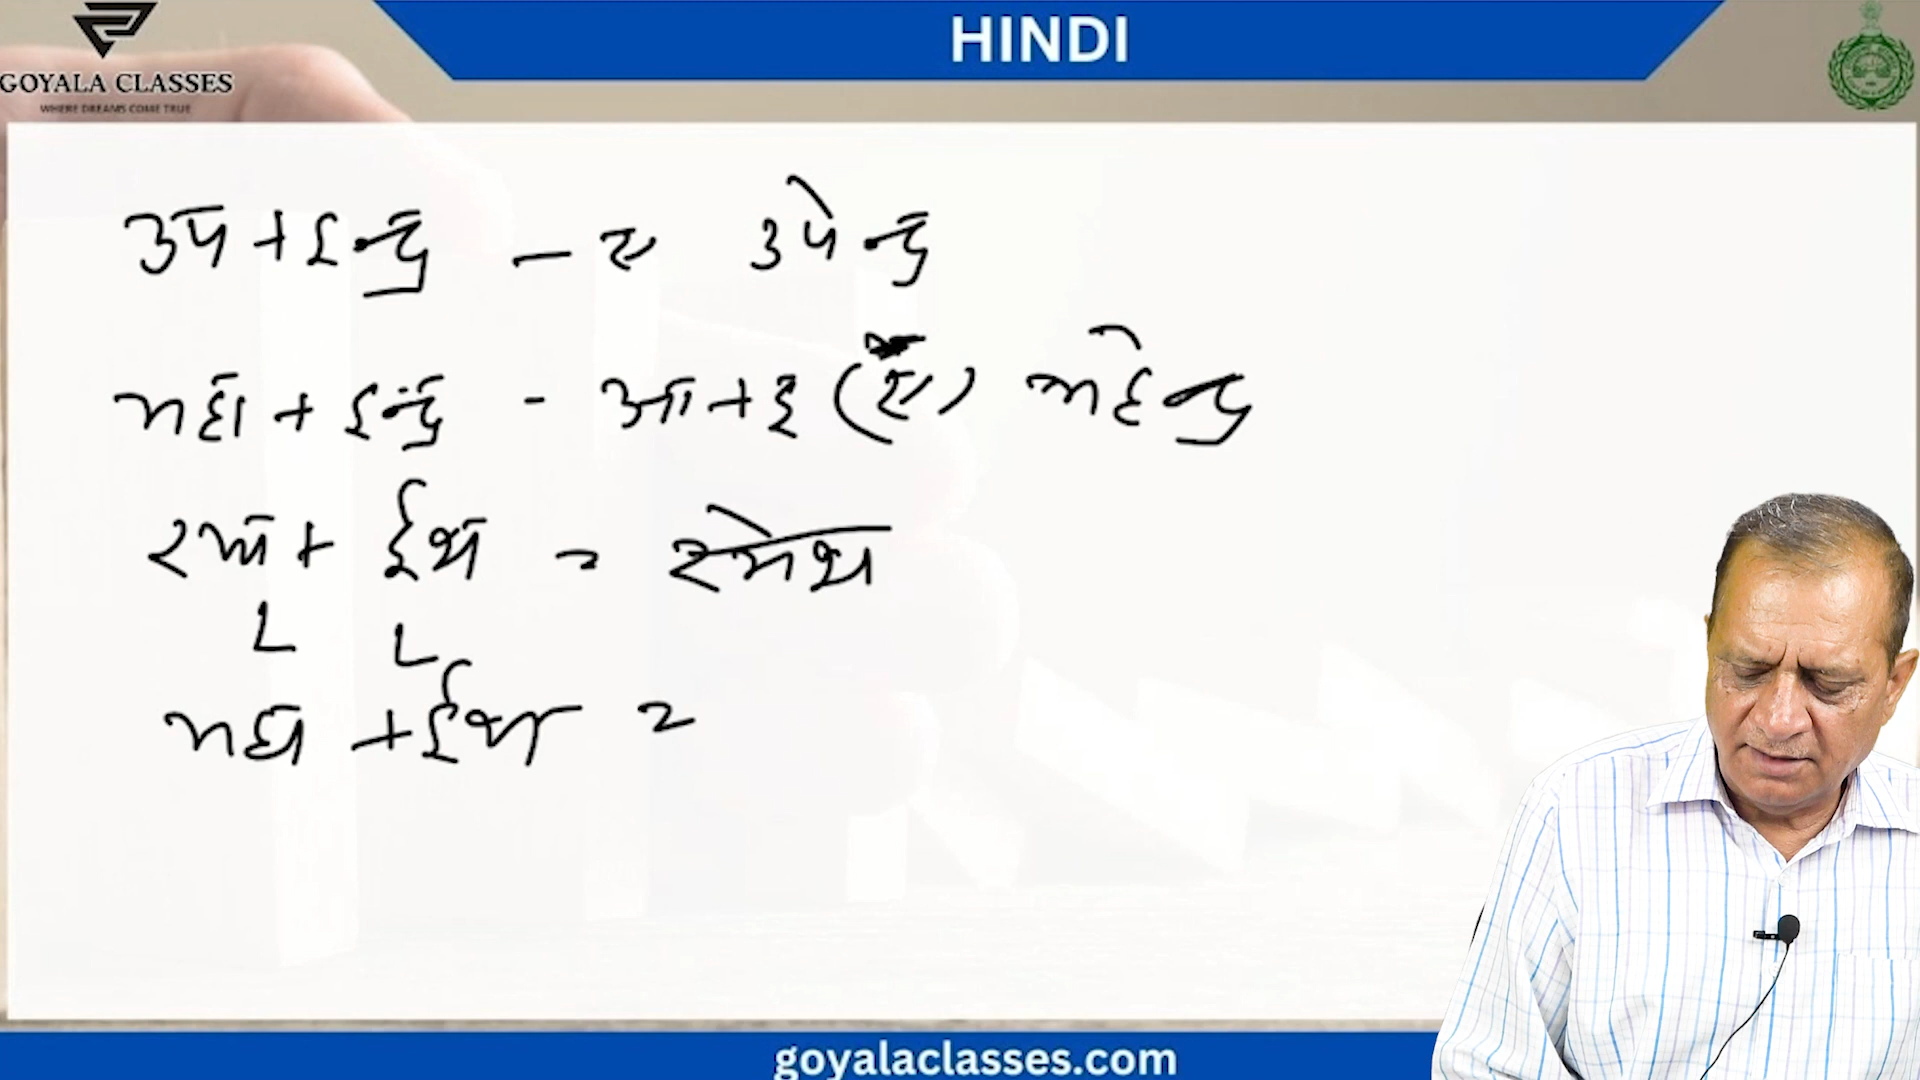 GOYALA CLASSES
WHERE DREAMS COME TRUE
HINDI
उप + इन्द्र - ए उपेन्द्र
महा + इन्द्र - आ + इ (ए) महेन्द्र
रमा + ईश = रमेश
महा + ईश =
goyalaclasses.com